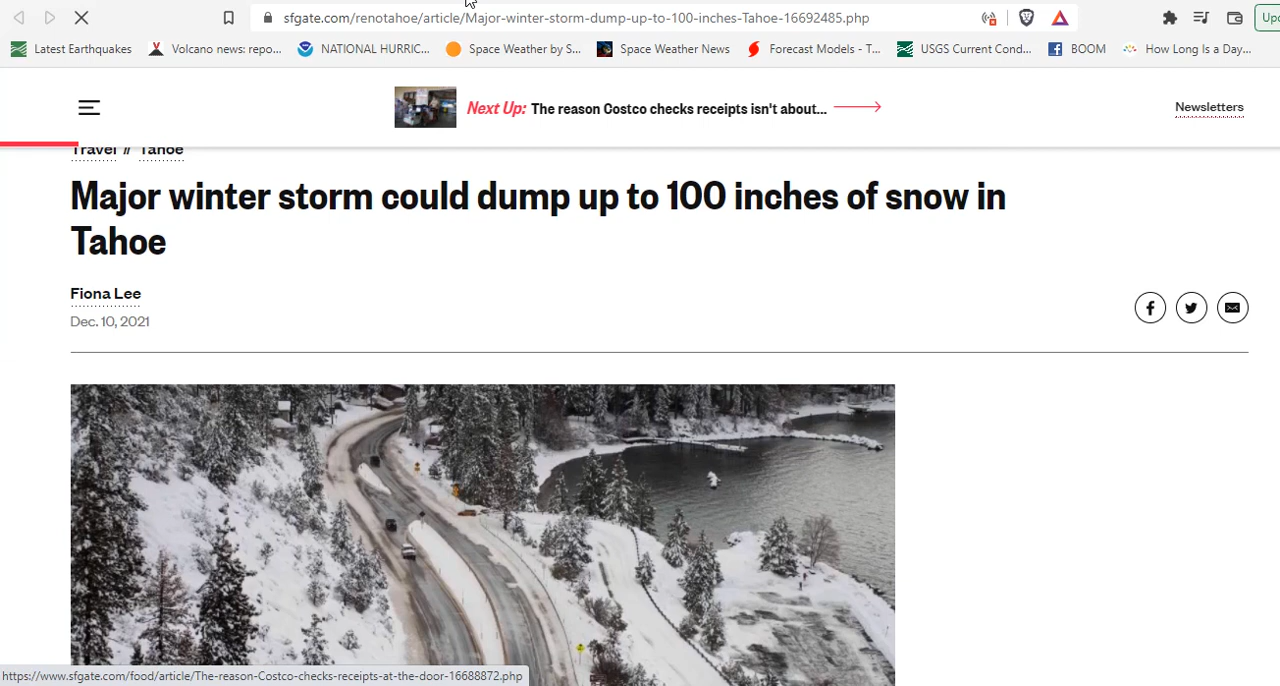 sfgate.com/renotahoe/article/Major-winter-storm-dump-up-to-100-inches-Tahoe-16692485.php
Latest Earthquakes Volcano news: repo... NATIONAL HURRIC... Space Weather by S... Space Weather News Forecast Models - T... USGS Current Cond... BOOM How Long Is a Day...
Next Up: The reason Costco checks receipts isn't about...
Newsletters
Travel // Tahoe
Major winter storm could dump up to 100 inches of snow in
Tahoe
Fiona Lee
Dec. 10, 2021
https://www.sfgate.com/food/article/The-reason-Costco-checks-receipts-at-the-door-16688872.php